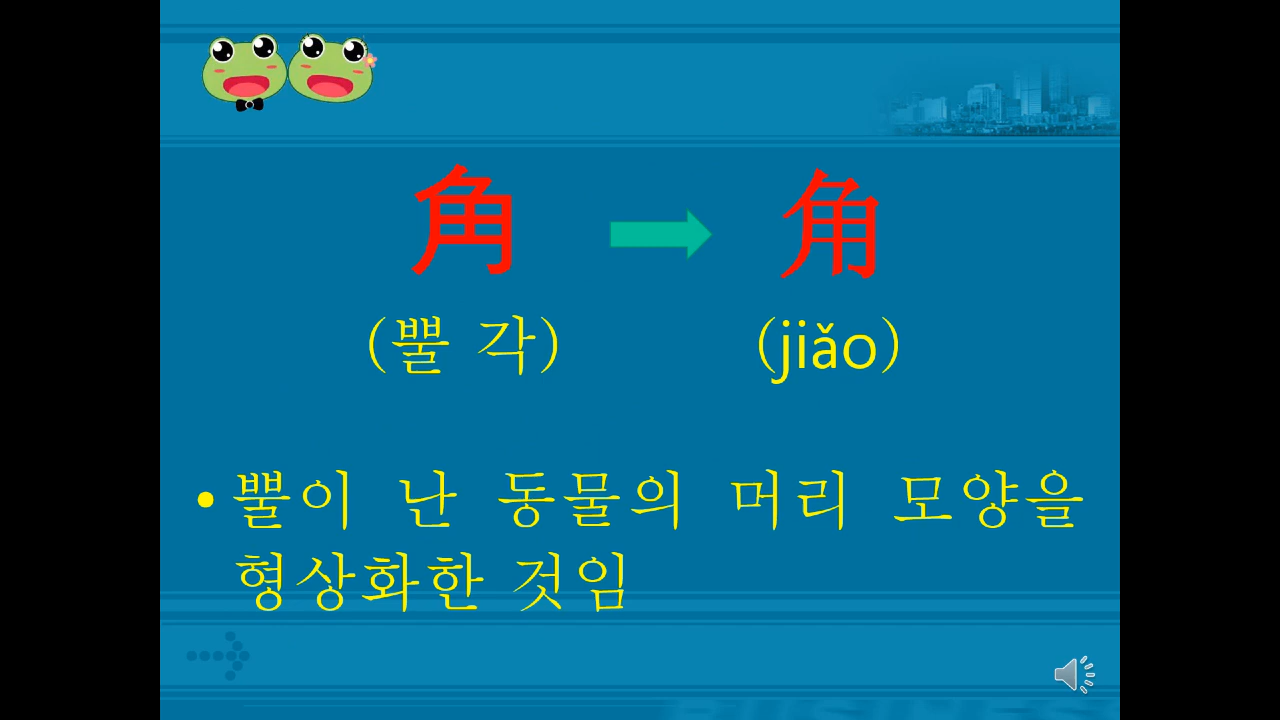 角 角
(뿔 각) (jiǎo)
• 뿔이 난 동물의 머리 모양을
형상화한 것임